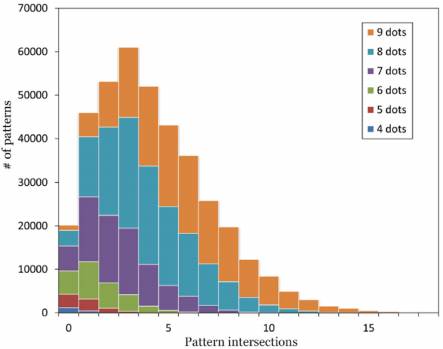 70000
60000
50000
40000
30000
20000
10000
0
# of patterns
9 dots
8 dots
7 dots
6 dots
5 dots
4 dots
0 5 10 15
Pattern intersections